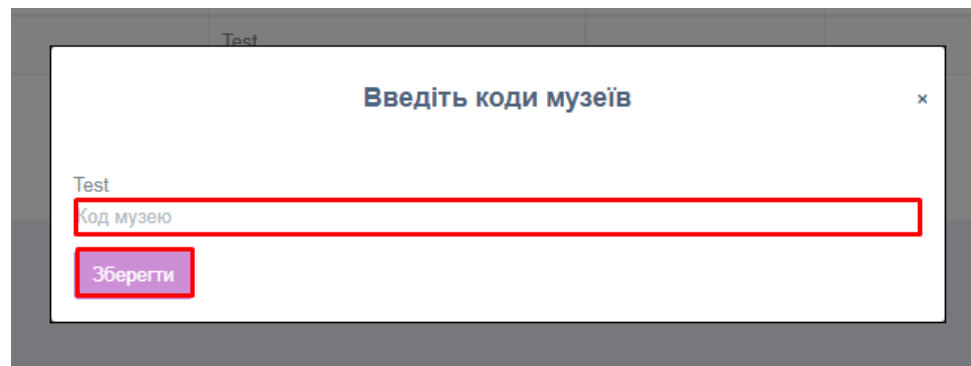 Test
Введіть коди музеїв
×
Test
Код музею
Зберегти